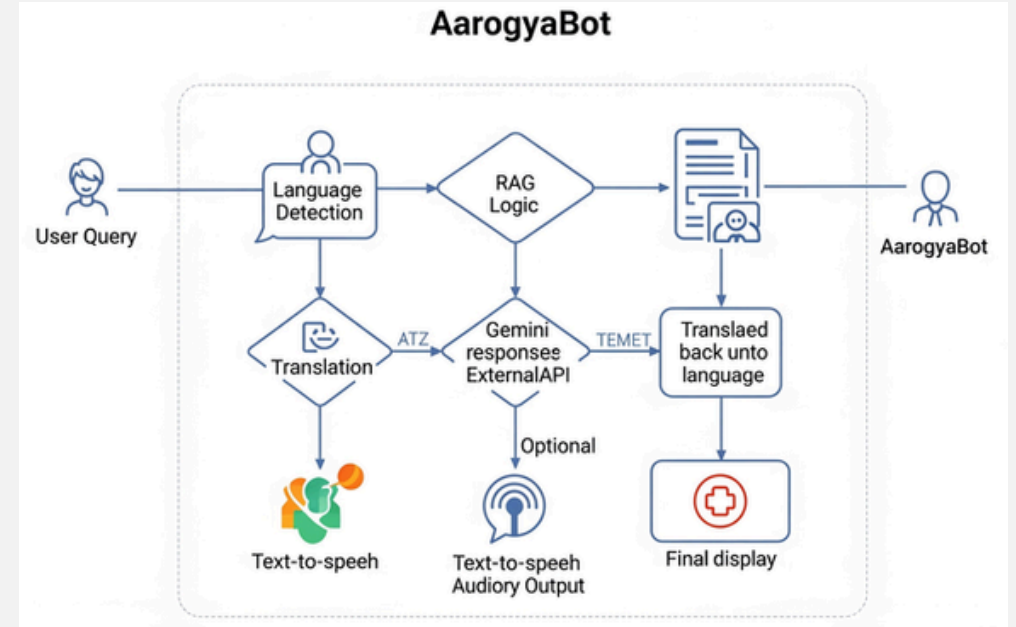 AarogyaBot
User Query
Language
Detection
RAG
Logic
AarogyaBot
Translation
ATZ
Gemini
responses
ExternalAPI
TEMET
Translaed
back unto
language
Optional
Text-to-speeh
Text-to-speeh
Audiory Output
Final display